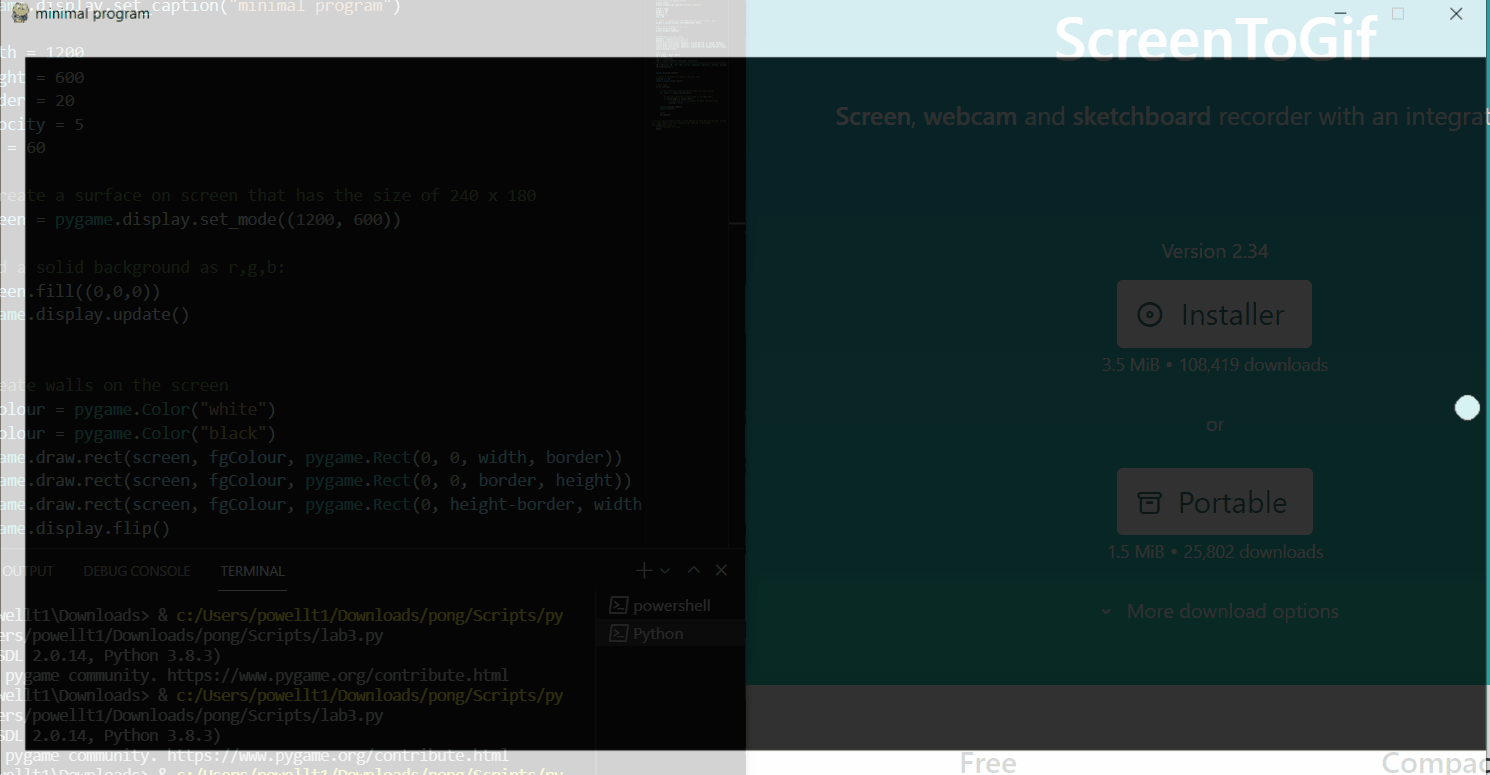 ame.display.set_caption("minimal program")
minimal program
th = 1200
ght = 600
der = 20
ocity = 5
= 60
reate a surface on screen that has the size of 240 x 180
een = pygame.display.set_mode((1200, 600))
d a solid background as r,g,b:
een.fill((0,0,0))
ame.display.update()
eate walls on the screen
olour = pygame.Color("white")
olour = pygame.Color("black")
ame.draw.rect(screen, fgColour, pygame.Rect(0, 0, width, border))
ame.draw.rect(screen, fgColour, pygame.Rect(0, 0, border, height))
ame.draw.rect(screen, fgColour, pygame.Rect(0, height-border, width
ame.display.flip()
OUTPUT DEBUG CONSOLE TERMINAL
powershell
Python
wellt1\Downloads> & c:/Users/powellt1/Downloads/pong/Scripts/py
ers/powellt1/Downloads/pong/Scripts/lab3.py
SDL 2.0.14, Python 3.8.3)
pygame community. https://www.pygame.org/contribute.html
wellt1\Downloads> & c:/Users/powellt1/Downloads/pong/Scripts/py
ers/powellt1/Downloads/pong/Scripts/lab3.py
SDL 2.0.14, Python 3.8.3)
pygame community. https://www.pygame.org/contribute.html
ScreenToGif
Screen, webcam and sketchboard recorder with an integrat
Version 2.34
Installer
3.5 MiB • 108,419 downloads
or
Portable
1.5 MiB • 25,802 downloads
More download options
Free
Compac